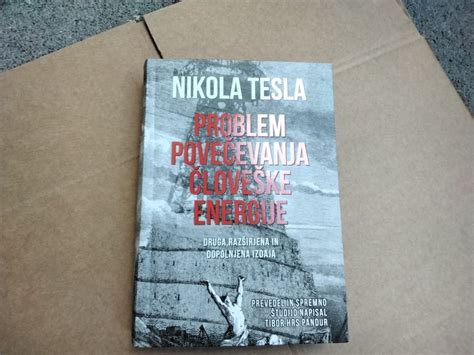 NIKOLA TESLA
PROBLEM
POVEČEVANJA
ČLOVEŠKE
ENERGIJE
DRUGA, RAZŠIRJENA IN
DOPOLNJENA IZDAJA
PREVEDEL IN SPREMNO
ŠTUDIJO NAPISAL
TIBOR HRS PANDUR